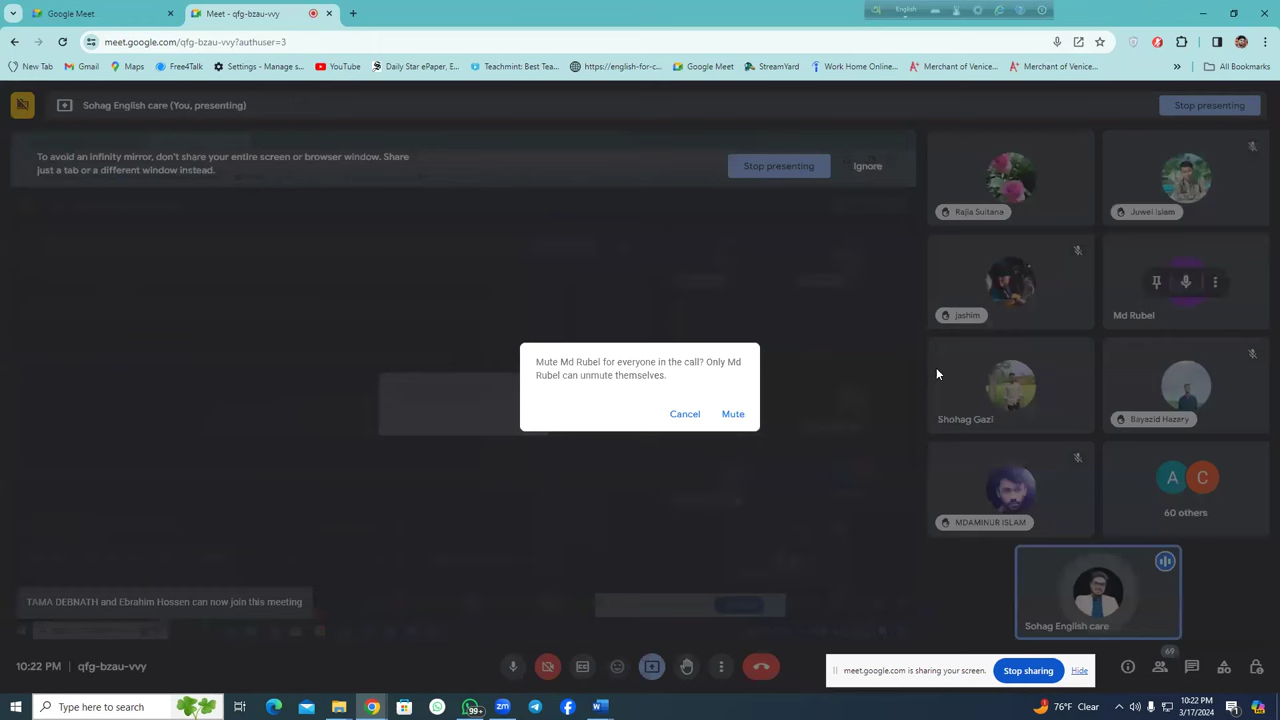 Google Meet
Meet - qfg-bzau-vvy
English
meet.google.com/qfg-bzau-vvy?authuser=3
New Tab
Gmail
Maps
Free4Talk
Settings - Manage s...
YouTube
Daily Star ePaper, E...
Teachmint: Best Tea...
https://english-for-c...
Google Meet
StreamYard
Work Home Online...
Merchant of Venice...
Merchant of Venice...
All Bookmarks
Sohag English care (You, presenting)
Stop presenting
To avoid an infinity mirror, don't share your entire screen or browser window. Share
just a tab or a different window instead.
Stop presenting
Ignore
Rajia Sultana
Juwel Islam
jashim
Md Rubel
Mute Md Rubel for everyone in the call? Only Md
Rubel can unmute themselves.
Cancel
Mute
Shohag Gazi
Bayazid Hazary
MDAMINUR ISLAM
A
C
60 others
TAMA DEBNATH and Ebrahim Hossen can now join this meeting
Sohag English care
10:22 PM
qfg-bzau-vvy
meet.google.com is sharing your screen.
Stop sharing
Hide
69
Type here to search
99+
zm
76°F Clear
10:22 PM
3/17/2024